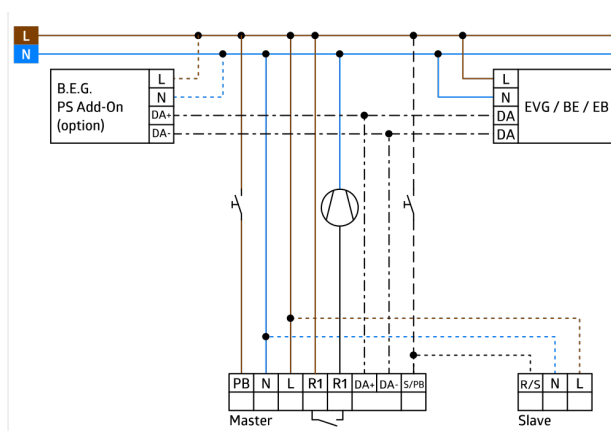 L
N
B.E.G.
PS Add-On
(option)
L
N
DA+
DA-
L
N
DA
DA
EVG / BE / EB
PB N L R1 R1 DA+ DA- S/PB
R/S N L
Master
Slave